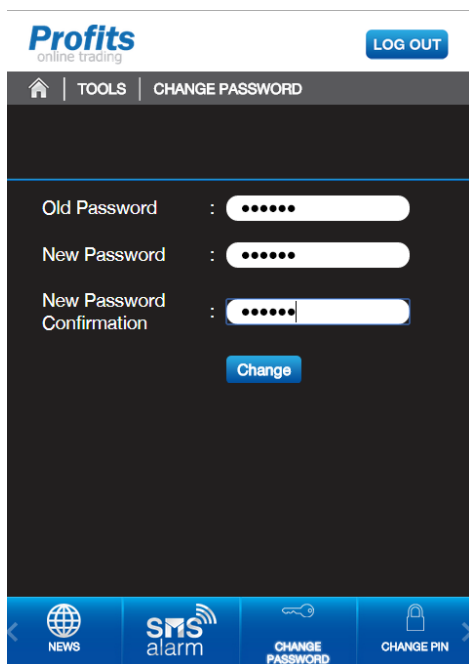 Profits
online trading
LOG OUT
TOOLS | CHANGE PASSWORD
Old Password : ••••••
New Password : ••••••
New Password
Confirmation : ••••••
Change
NEWS
SMS
alarm
CHANGE
PASSWORD
CHANGE PIN